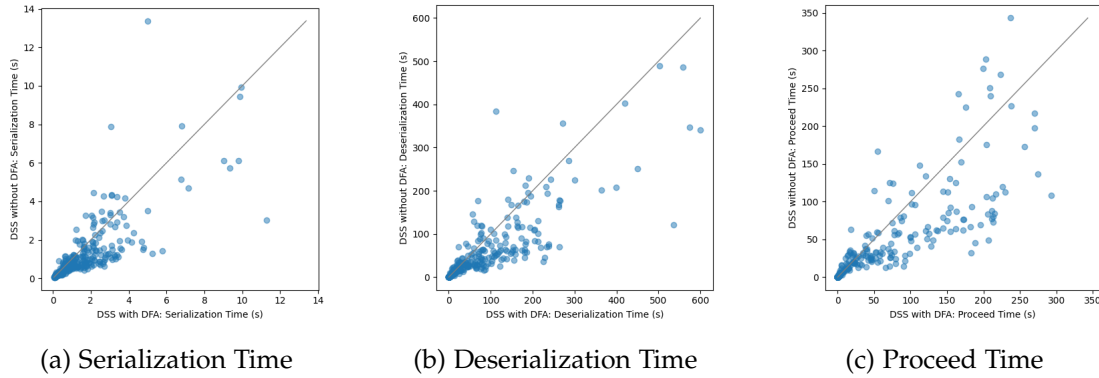 14
12
10
8
6
4
2
0
0 2 4 6 8 10 12 14
DSS without DFA: Serialization Time (s)
DSS with DFA: Serialization Time (s)
(a) Serialization Time
600
500
400
300
200
100
0
0 100 200 300 400 500 600
DSS without DFA: Deserialization Time (s)
DSS with DFA: Deserialization Time (s)
(b) Deserialization Time
350
300
250
200
150
100
50
0
0 50 100 150 200 250 300 350
DSS without DFA: Proceed Time (s)
DSS with DFA: Proceed Time (s)
(c) Proceed Time